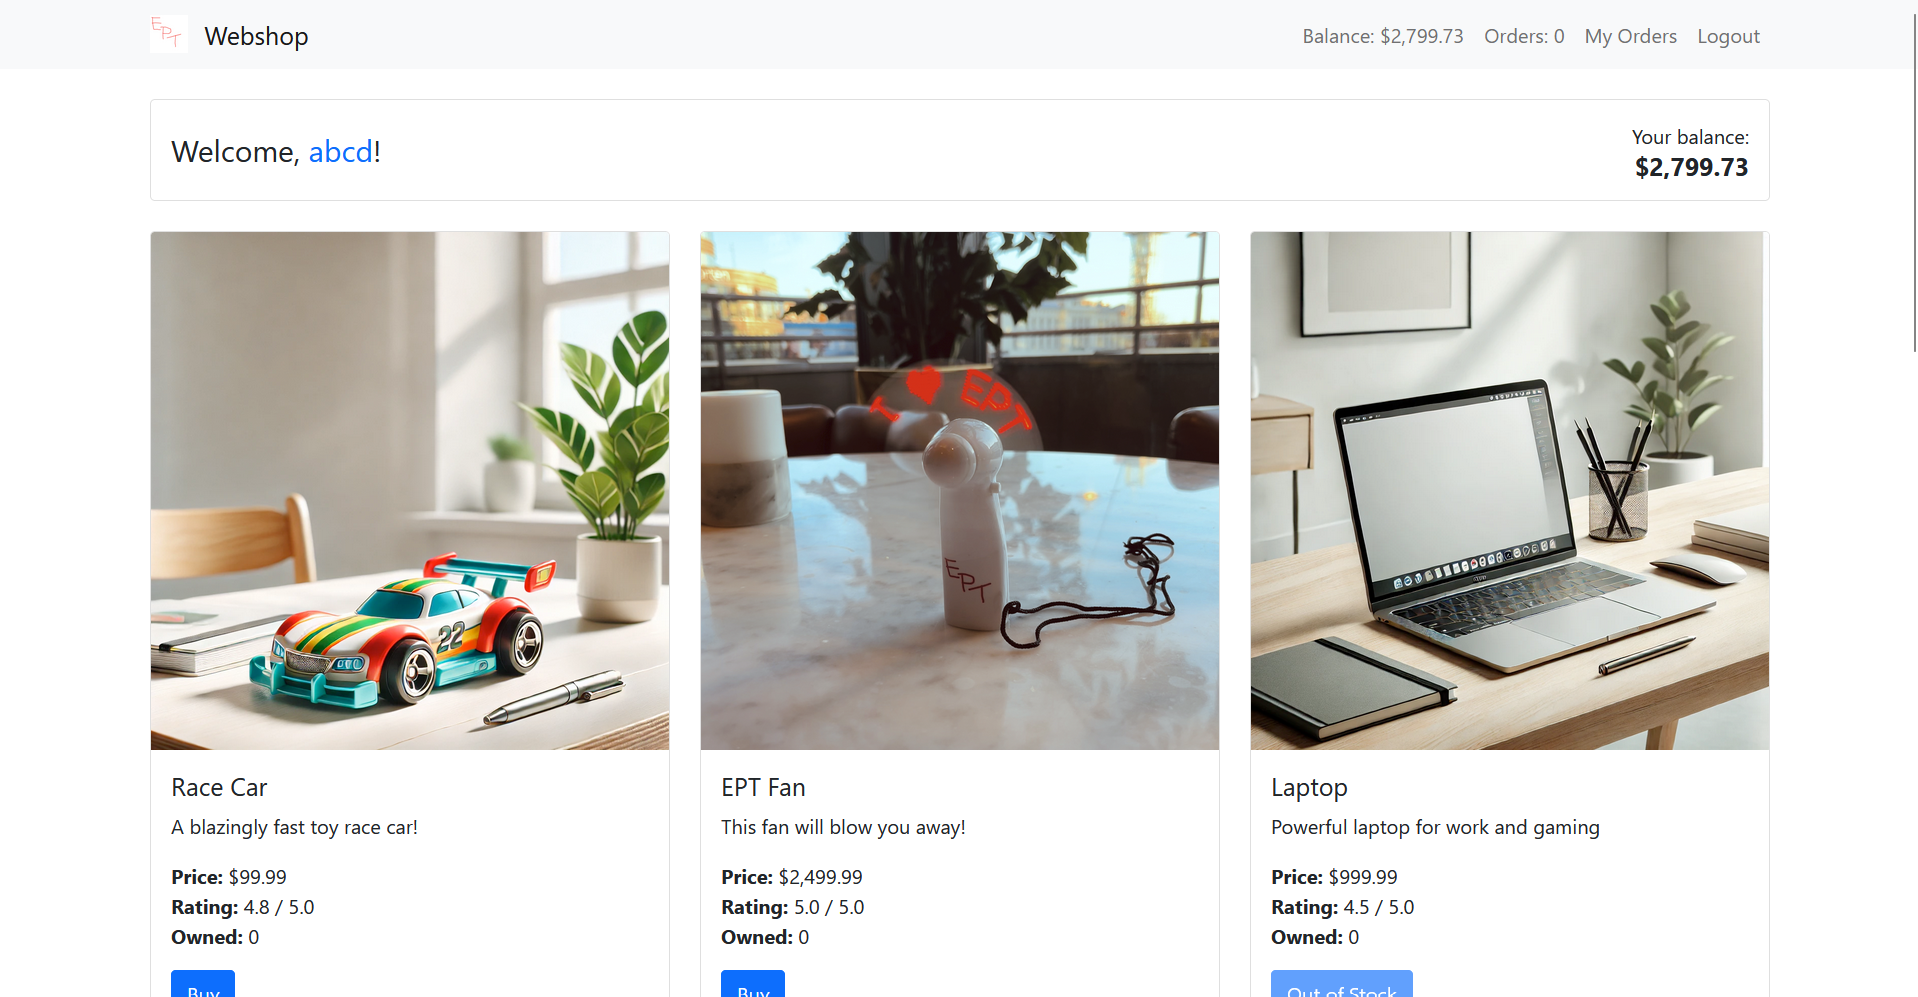 EPT Webshop Balance: $2,799.73 Orders: 0 My Orders Logout
Welcome, abcd!
Your balance:
$2,799.73
22
I ♥ EPT
EPT
Race Car
A blazingly fast toy race car!
Price: $99.99
Rating: 4.8 / 5.0
Owned: 0
Buy
EPT Fan
This fan will blow you away!
Price: $2,499.99
Rating: 5.0 / 5.0
Owned: 0
Buy
Laptop
Powerful laptop for work and gaming
Price: $999.99
Rating: 4.5 / 5.0
Owned: 0
Out of Stock